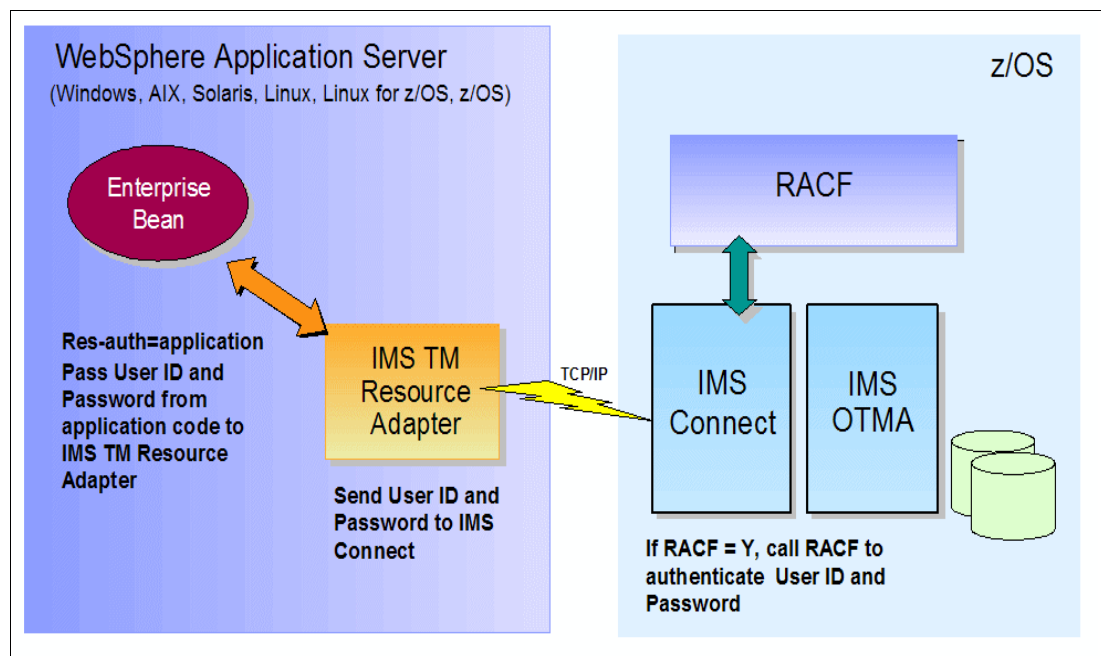 WebSphere Application Server
(Windows, AIX, Solaris, Linux, Linux for z/OS, z/OS)
Enterprise
Bean
Res-auth=application
Pass User ID and
Password from
application code to
IMS TM Resource
Adapter
IMS TM
Resource
Adapter
Send User ID and
Password to IMS
Connect
TCP/IP
z/OS
RACF
IMS
Connect
IMS
OTMA
If RACF = Y, call RACF to
authenticate User ID and
Password